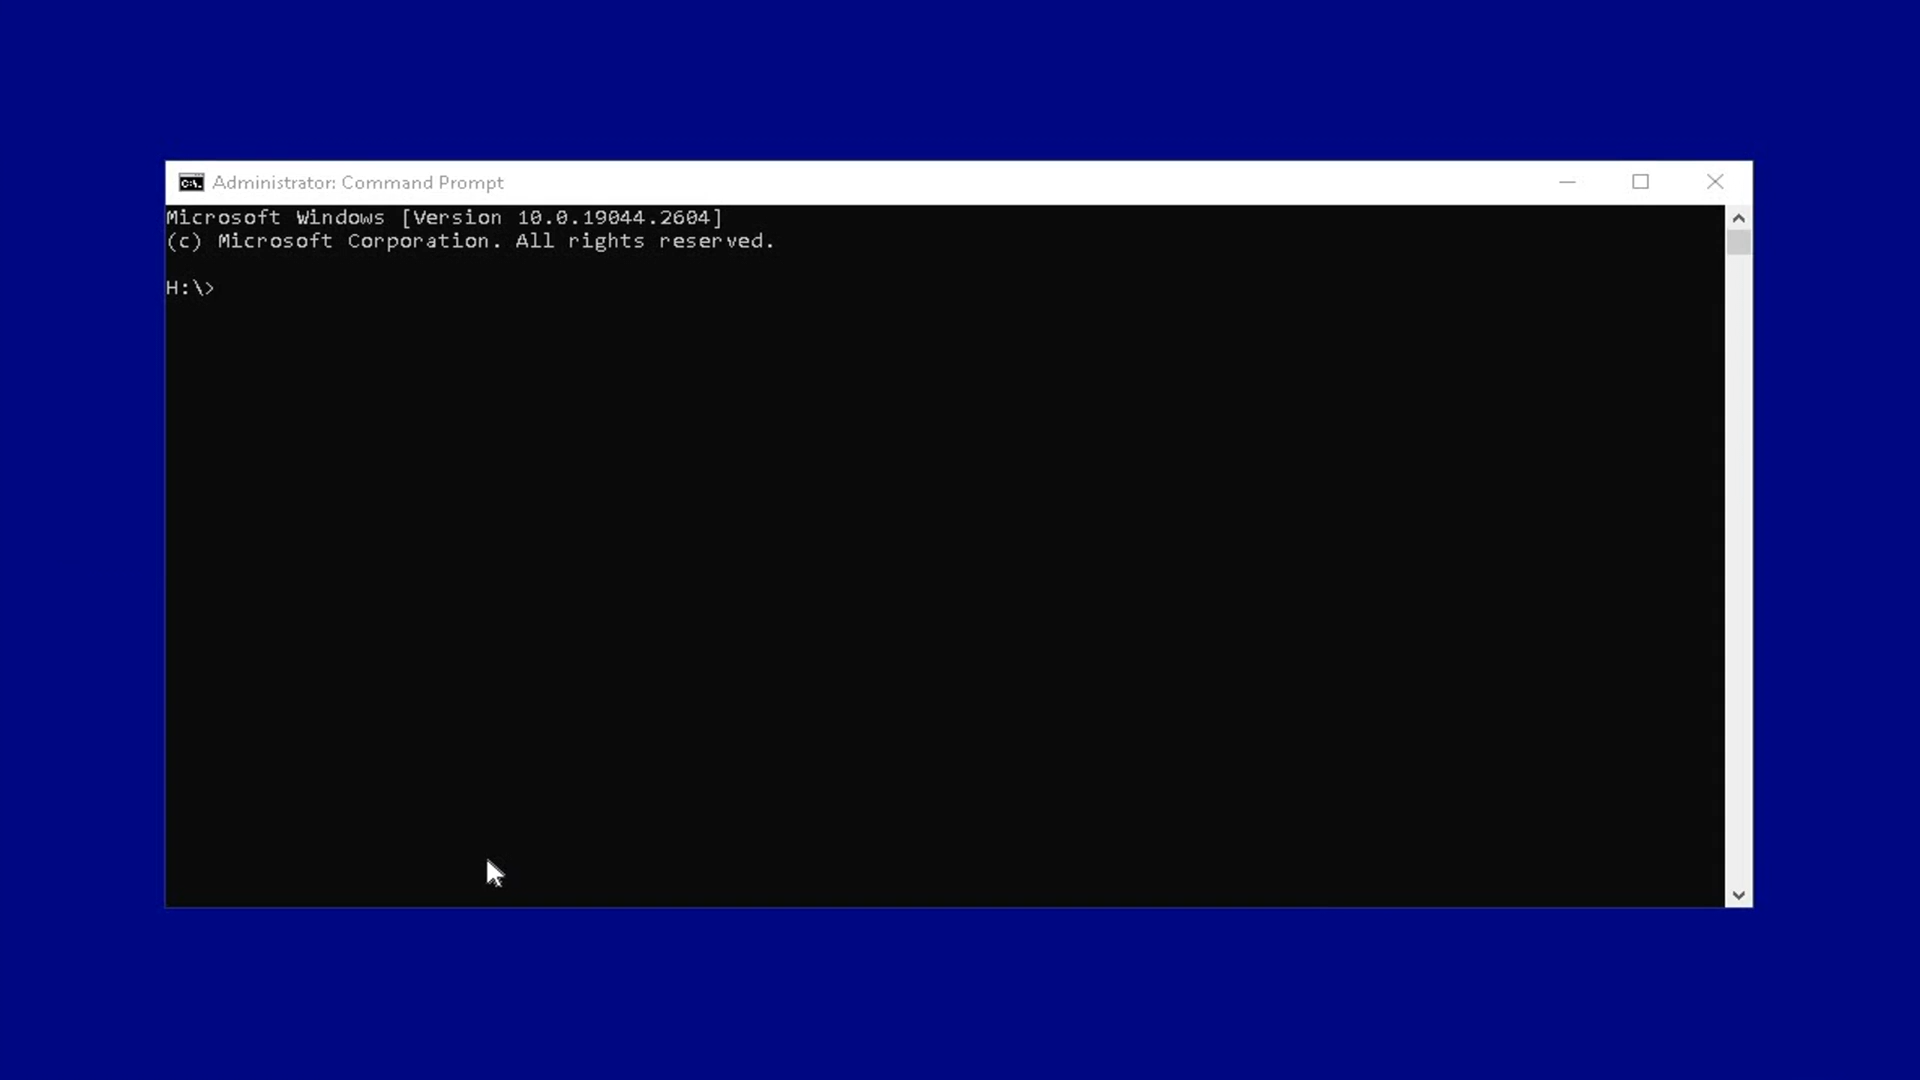 Administrator: Command Prompt
Microsoft Windows [Version 10.0.19044.2604]
(c) Microsoft Corporation. All rights reserved.
H:\>